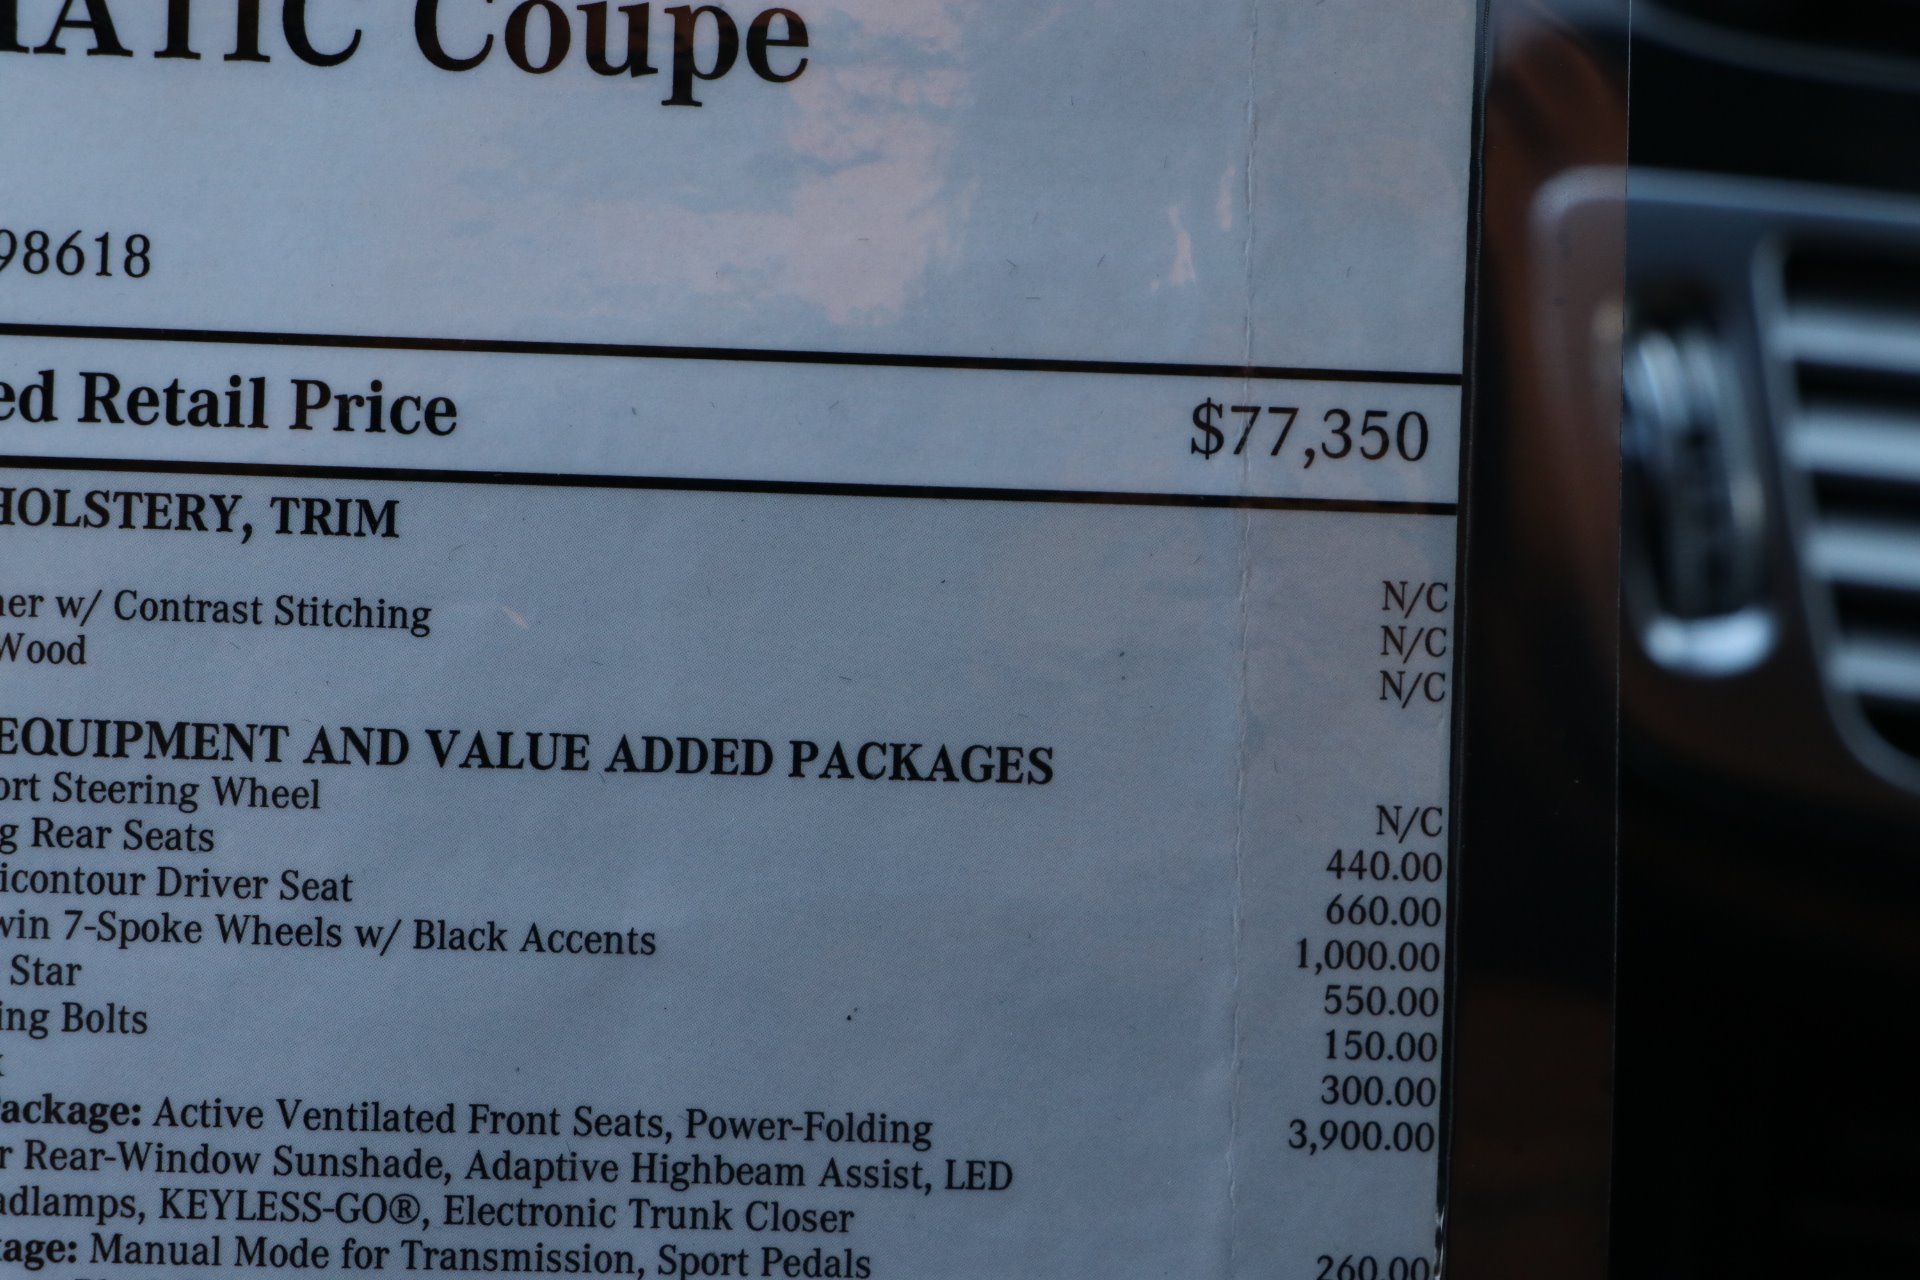 MATIC Coupe
98618
ed Retail Price $77,350
HOLSTERY, TRIM
her w/ Contrast Stitching N/C
Wood N/C
N/C
EQUIPMENT AND VALUE ADDED PACKAGES
ort Steering Wheel N/C
g Rear Seats 440.00
icontour Driver Seat 660.00
win 7-Spoke Wheels w/ Black Accents 1,000.00
Star 550.00
ing Bolts 150.00
300.00
ackage: Active Ventilated Front Seats, Power-Folding 3,900.00
r Rear-Window Sunshade, Adaptive Highbeam Assist, LED
adlamps, KEYLESS-GO®, Electronic Trunk Closer
kage: Manual Mode for Transmission, Sport Pedals 260.00